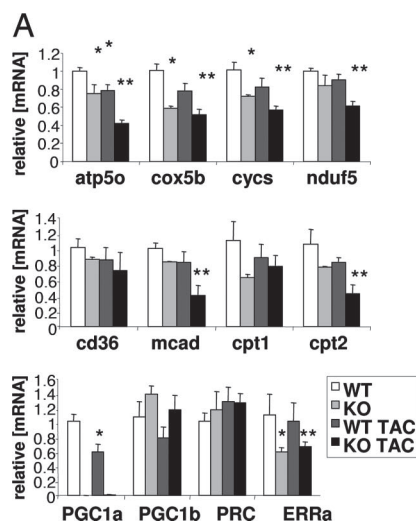 A
* * ** * ** * ** **
relative [mRNA]
1.2
1
0.8
0.6
0.4
0.2
0
atp5o cox5b cycs nduf5
** **
relative [mRNA]
1.4
1.2
1
0.8
0.6
0.4
0.2
0
cd36 mcad cpt1 cpt2
* * **
relative [mRNA]
1.6
1.4
1.2
1
0.8
0.6
0.4
0.2
0
PGC1a PGC1b PRC ERRa
WT
KO
WT TAC
KO TAC